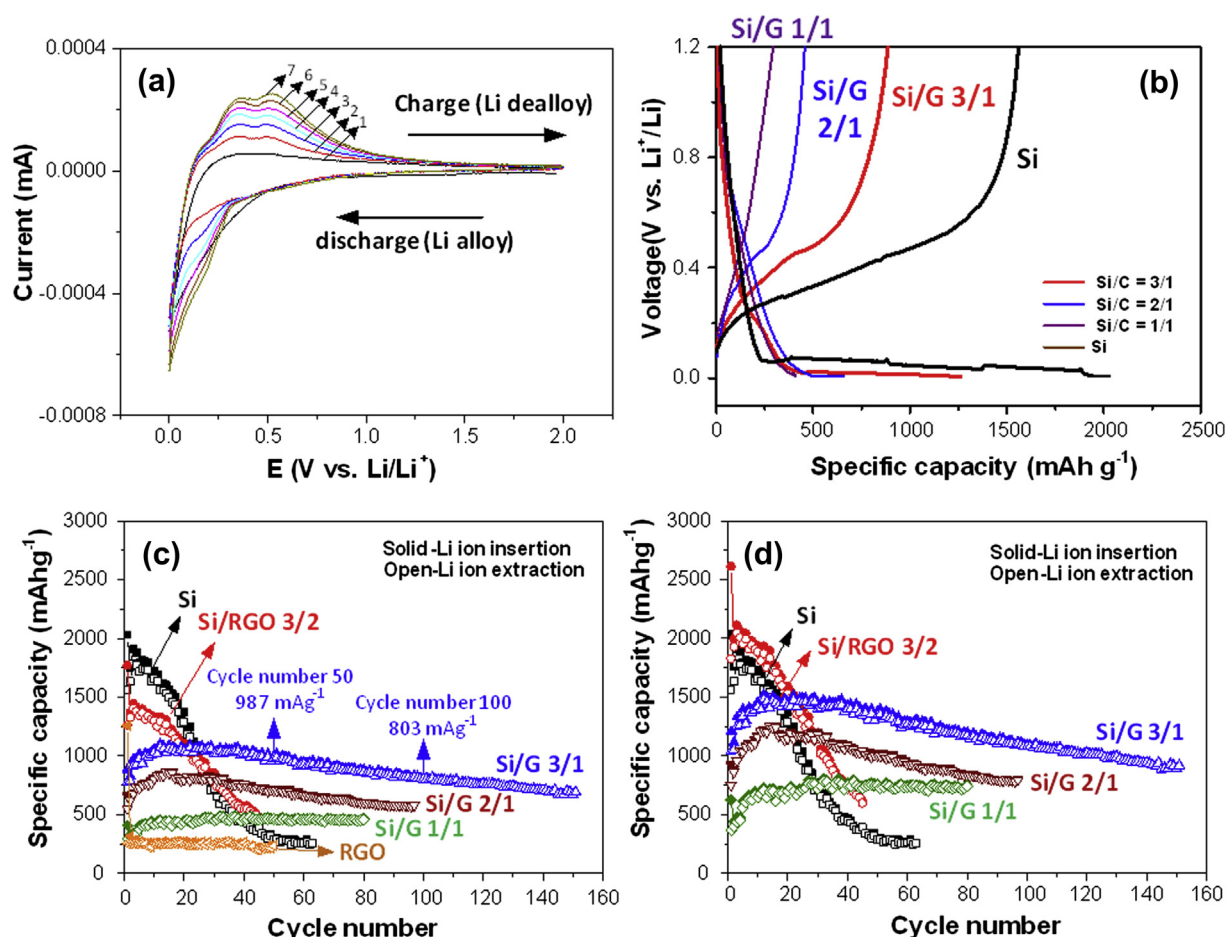 (a)
0.0004
0.0000
-0.0004
-0.0008
Current (mA)
7
6
5
4
3
2
1
Charge (Li dealloy)
discharge (Li alloy)
0.0 0.5 1.0 1.5 2.0
E (V vs. Li/Li+)
(b)
Si/G 1/1
Si/G
2/1
Si/G 3/1
Si
1.2
0.8
0.4
0.0
Voltage(V vs. Li+/Li)
Si/C = 3/1
Si/C = 2/1
Si/C = 1/1
Si
0 500 1000 1500 2000 2500
Specific capacity (mAh g-1)
(c)
3000
2500
2000
1500
1000
500
0
Specific capacity (mAhg-1)
Solid-Li ion insertion
Open-Li ion extraction
Si
Si/RGO 3/2
Cycle number 50
987 mAg-1
Cycle number 100
803 mAg-1
Si/G 3/1
Si/G 2/1
Si/G 1/1
RGO
0 20 40 60 80 100 120 140 160
Cycle number
(d)
3000
2500
2000
1500
1000
500
0
Specific capacity (mAhg-1)
Solid-Li ion insertion
Open-Li ion extraction
Si
Si/RGO 3/2
Si/G 3/1
Si/G 2/1
Si/G 1/1
0 20 40 60 80 100 120 140 160
Cycle number